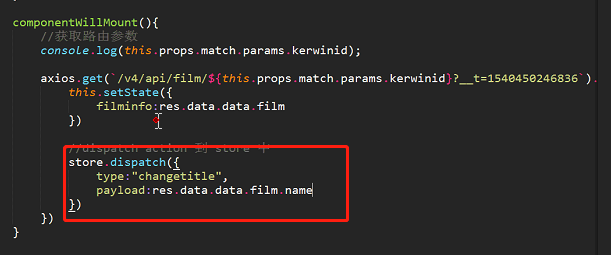 componentWillMount(){
//获取路由参数
console.log(this.props.match.params.kerwinid);
axios.get(`/v4/api/film/${this.props.match.params.kerwinid}?__t=1540450246836`).
this.setState({
filminfo:res.data.data.film
})
//dispatch action 到 store 中
store.dispatch({
type:"changetitle",
payload:res.data.data.film.name
})
})
}